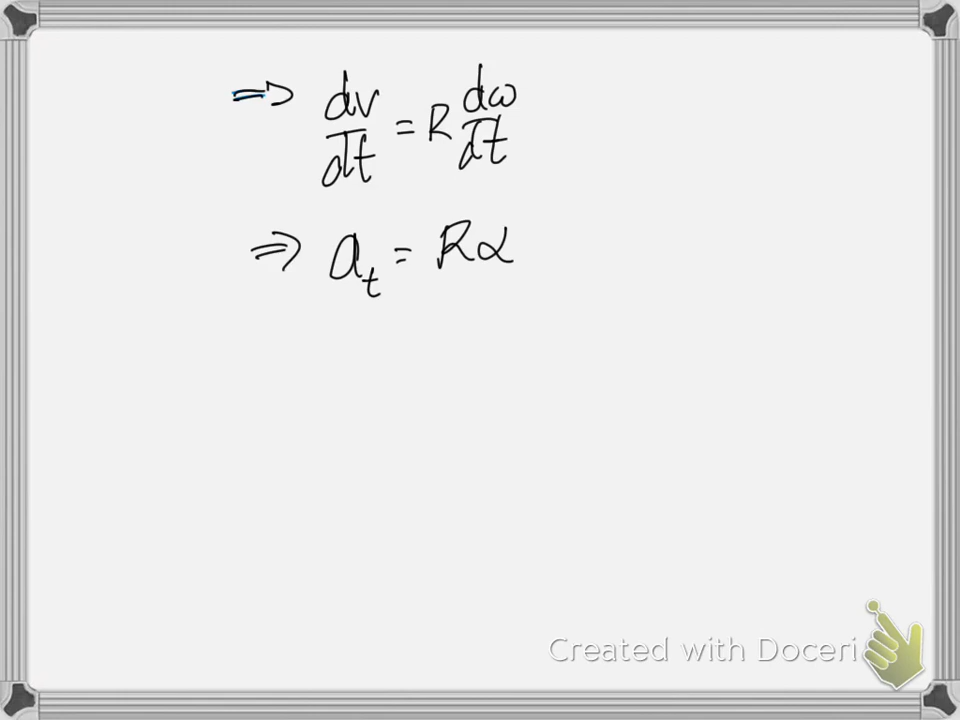 ⇒ dv/dt = R dω/dt
⇒ a_t = Rα
Created with Doceri